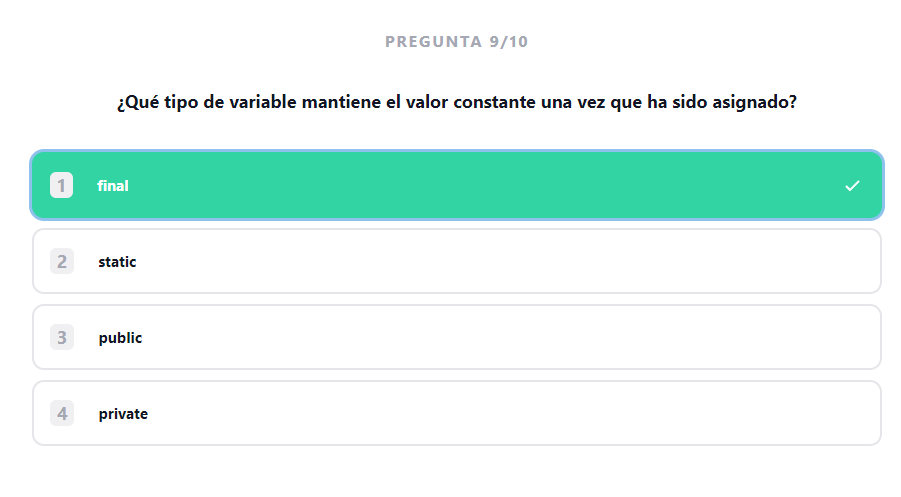 PREGUNTA 9/10
¿Qué tipo de variable mantiene el valor constante una vez que ha sido asignado?
1 final
2 static
3 public
4 private